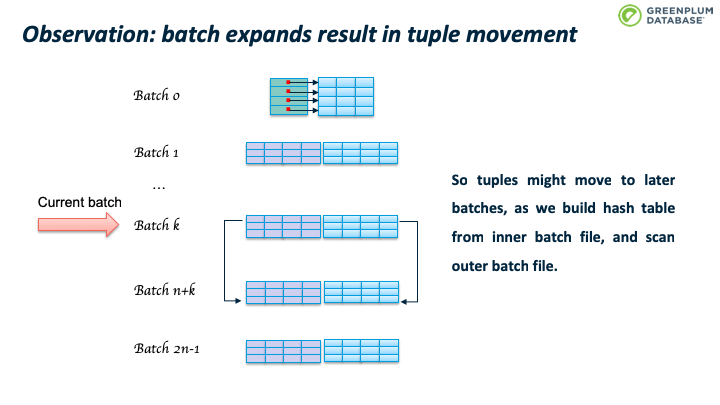 GREENPLUM
DATABASE®
Observation: batch expands result in tuple movement
Batch 0
Batch 1
...
Current batch
Batch k
Batch n+k
Batch 2n-1
So tuples might move to later
batches, as we build hash table
from inner batch file, and scan
outer batch file.